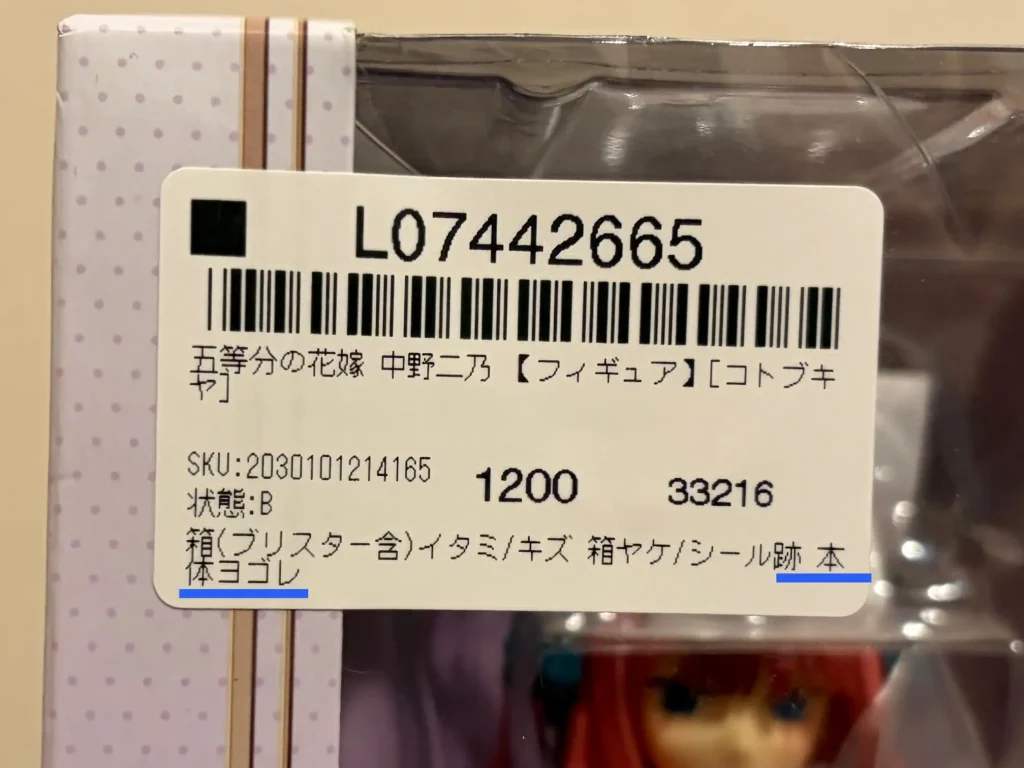 L07442665
五等分の花嫁 中野二乃 【フィギュア】[コトブキ
ヤ]
SKU:2030101214165
1200
33216
状態:B
箱(ブリスター含)イタミ/キズ 箱ヤケ/シール跡 本
体ヨゴレ